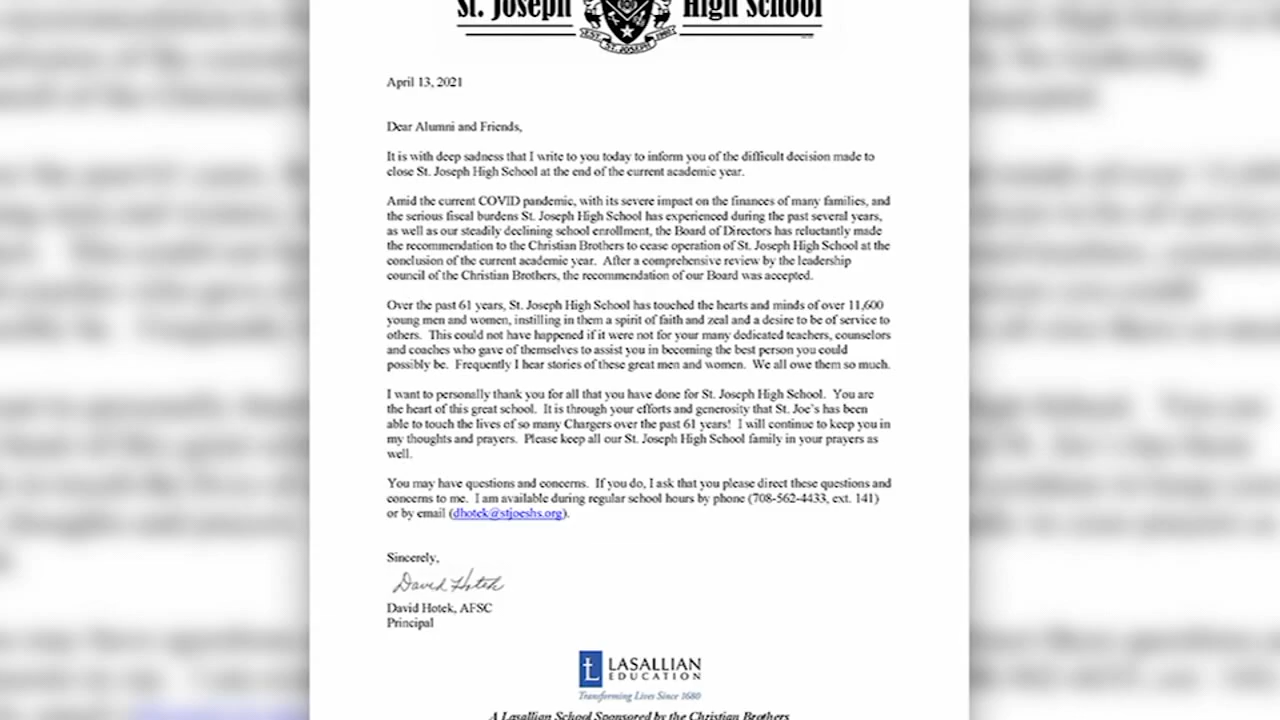 St. Joseph High School
EST. ST. JOSEPH 1960
April 13, 2021
Dear Alumni and Friends,
It is with deep sadness that I write to you today to inform you of the difficult decision made to
close St. Joseph High School at the end of the current academic year.
Amid the current COVID pandemic, with its severe impact on the finances of many families, and
the serious fiscal burdens St. Joseph High School has experienced during the past several years,
as well as our steadily declining school enrollment, the Board of Directors has reluctantly made
the recommendation to the Christian Brothers to cease operation of St. Joseph High School at the
conclusion of the current academic year.  After a comprehensive review by the leadership
council of the Christian Brothers, the recommendation of our Board was accepted.
Over the past 61 years, St. Joseph High School has touched the hearts and minds of over 11,600
young men and women, instilling in them a spirit of faith and zeal and a desire to be of service to
others.  This could not have happened if it were not for your many dedicated teachers, counselors
and coaches who gave of themselves to assist you in becoming the best person you could
possibly be.  Frequently I hear stories of these great men and women.  We all owe them so much.
I want to personally thank you for all that you have done for St. Joseph High School.  You are
the heart of this great school.  It is through your efforts and generosity that St. Joe's has been
able to touch the lives of so many Chargers over the past 61 years!  I will continue to keep you in
my thoughts and prayers.  Please keep all our St. Joseph High School family in your prayers as
well.
You may have questions and concerns.  If you do, I ask that you please direct these questions and
concerns to me.  I am available during regular school hours by phone (708-562-4433, ext. 141)
or by email (dhotek@stjoeshs.org).
Sincerely,
David Hotek
David Hotek, AFSC
Principal
LASALLIAN
EDUCATION
Transforming Lives Since 1680
A Lasallian School Sponsored by the Christian Brothers